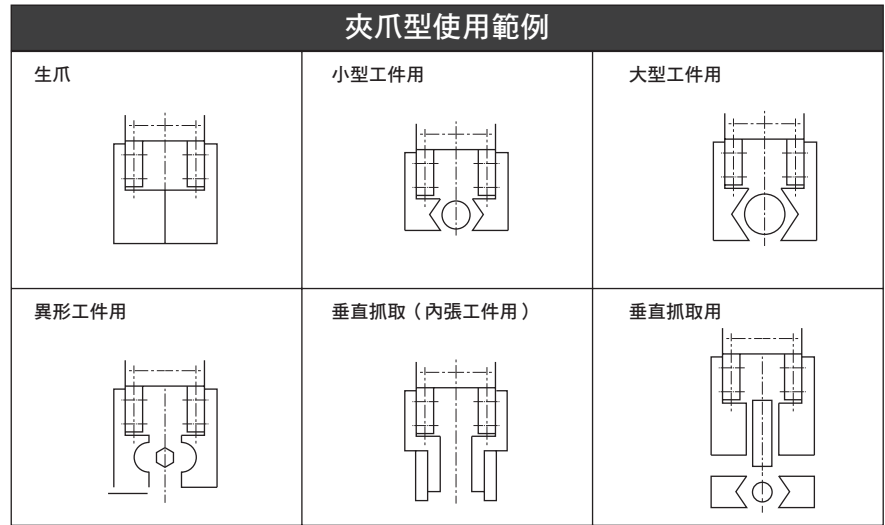 夾爪型使用範例
生爪
小型工件用
大型工件用
異形工件用
垂直抓取（內張工件用）
垂直抓取用